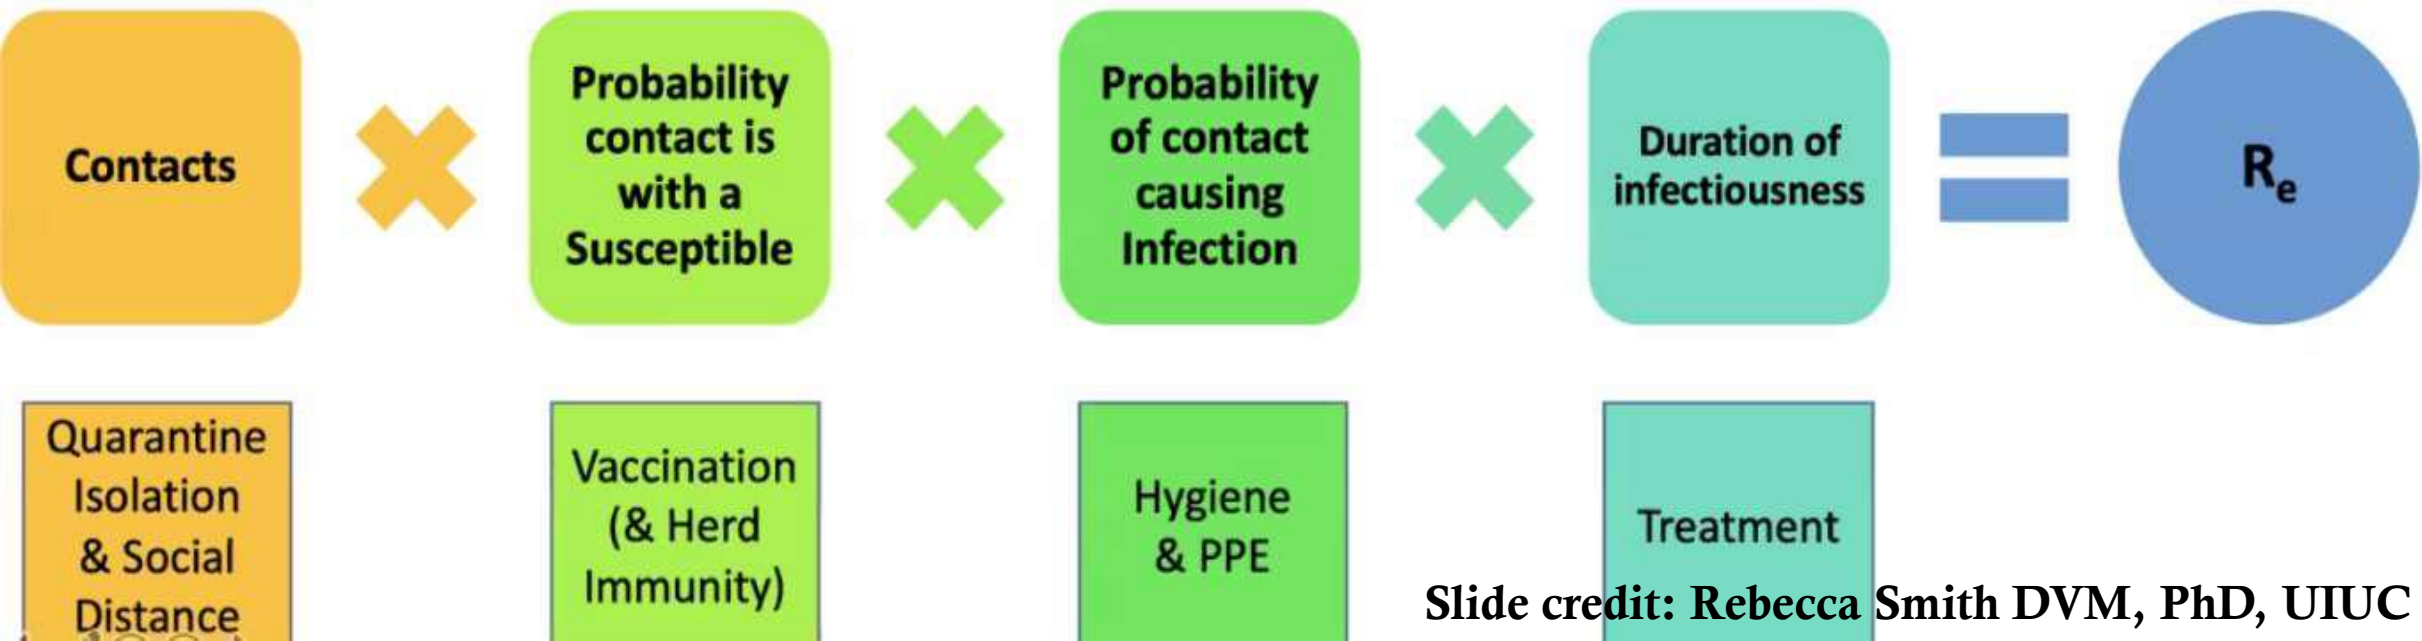 Contacts
Probability
contact is
with a
Susceptible
Probability
of contact
causing
Infection
Duration of
infectiousness
Re
Quarantine
Isolation
& Social
Distance
Vaccination
(& Herd
Immunity)
Hygiene
& PPE
Treatment
Slide credit: Rebecca Smith DVM, PhD, UIUC